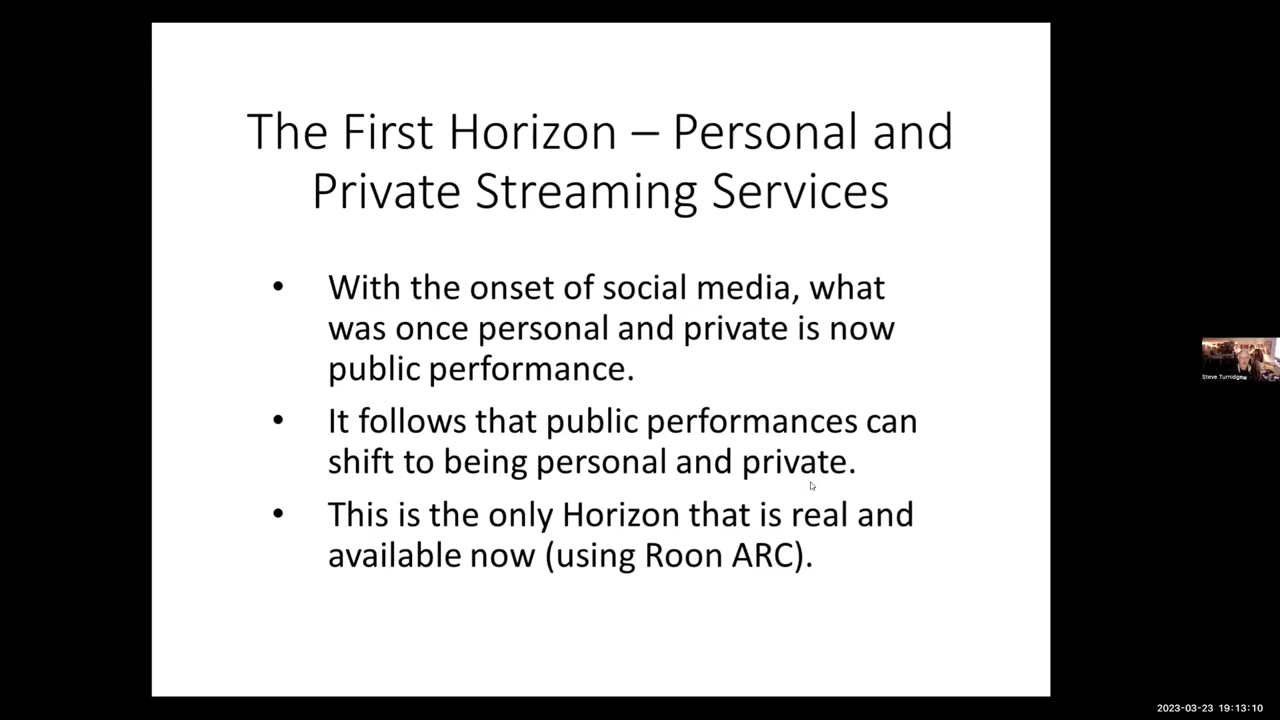 The First Horizon – Personal and
Private Streaming Services
• With the onset of social media, what
was once personal and private is now
public performance.
• It follows that public performances can
shift to being personal and private.
• This is the only Horizon that is real and
available now (using Roon ARC).
Steve Turnidge
2023-03-23 19:13:10